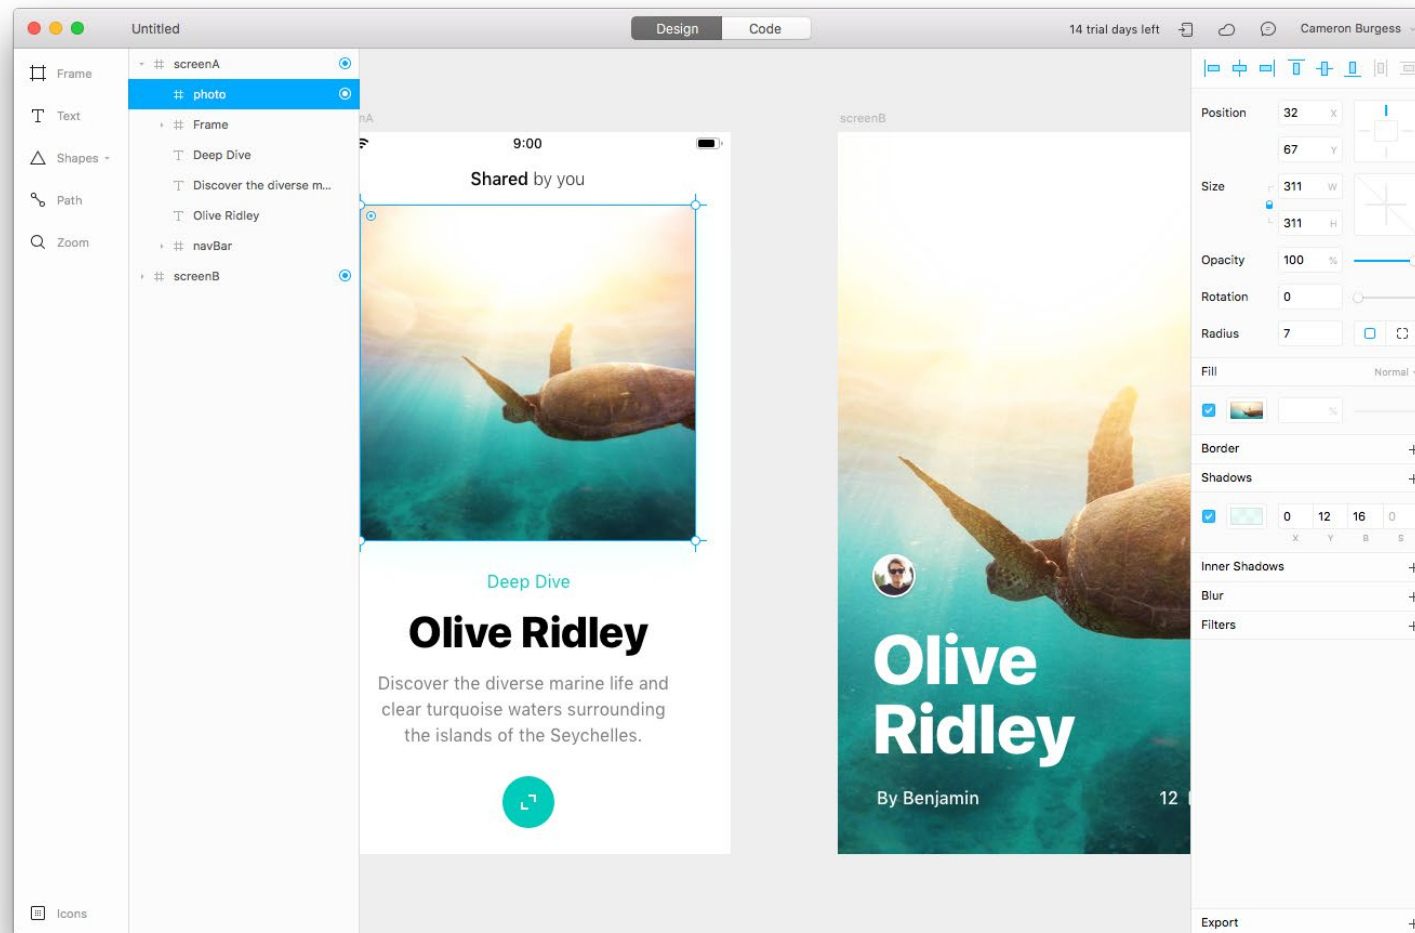 Untitled
Design
Code
14 trial days left
Cameron Burgess
Frame
Text
Shapes
Path
Zoom
Icons
screenA
photo
Frame
Deep Dive
Discover the diverse m...
Olive Ridley
navBar
screenB
nA
9:00
Shared by you
Deep Dive
Olive Ridley
Discover the diverse marine life and
clear turquoise waters surrounding
the islands of the Seychelles.
screenB
Olive
Ridley
By Benjamin
12
Position 32 X
67 Y
Size 311 W
311 H
Opacity 100 %
Rotation 0
Radius 7
Fill Normal
%
Border +
Shadows +
0 12 16 0
X Y B S
Inner Shadows +
Blur +
Filters +
Export +